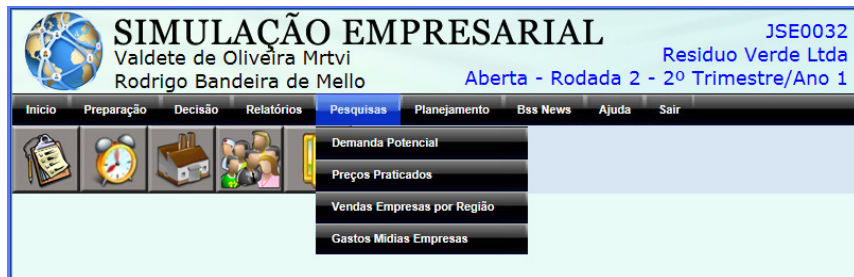 SIMULAÇÃO EMPRESARIAL
JSE0032
Valdete de Oliveira Mrtvi
Residuo Verde Ltda
Rodrigo Bandeira de Mello
Aberta - Rodada 2 - 2º Trimestre/Ano 1
Inicio Preparação Decisão Relatórios Pesquisas Planejamento Bss News Ajuda Sair
Demanda Potencial
Preços Praticados
Vendas Empresas por Região
Gastos Midias Empresas